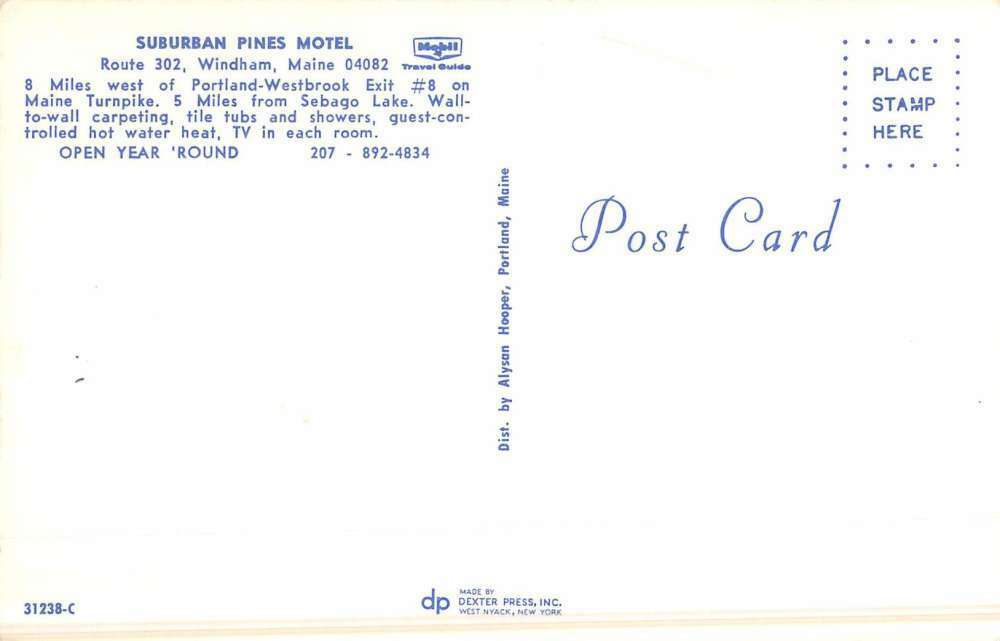 SUBURBAN PINES MOTEL
Mobil
Travel Guide
Route 302, Windham, Maine 04082
8 Miles west of Portland-Westbrook Exit #8 on
Maine Turnpike. 5 Miles from Sebago Lake. Wall-
to-wall carpeting, tile tubs and showers, guest-con-
trolled hot water heat, TV in each room.
OPEN YEAR 'ROUND 207 - 892-4834
PLACE
STAMP
HERE
Post Card
Dist. by Alysan Hooper, Portland, Maine
31238-C
dp
MADE BY
DEXTER PRESS, INC.
WEST NYACK, NEW YORK